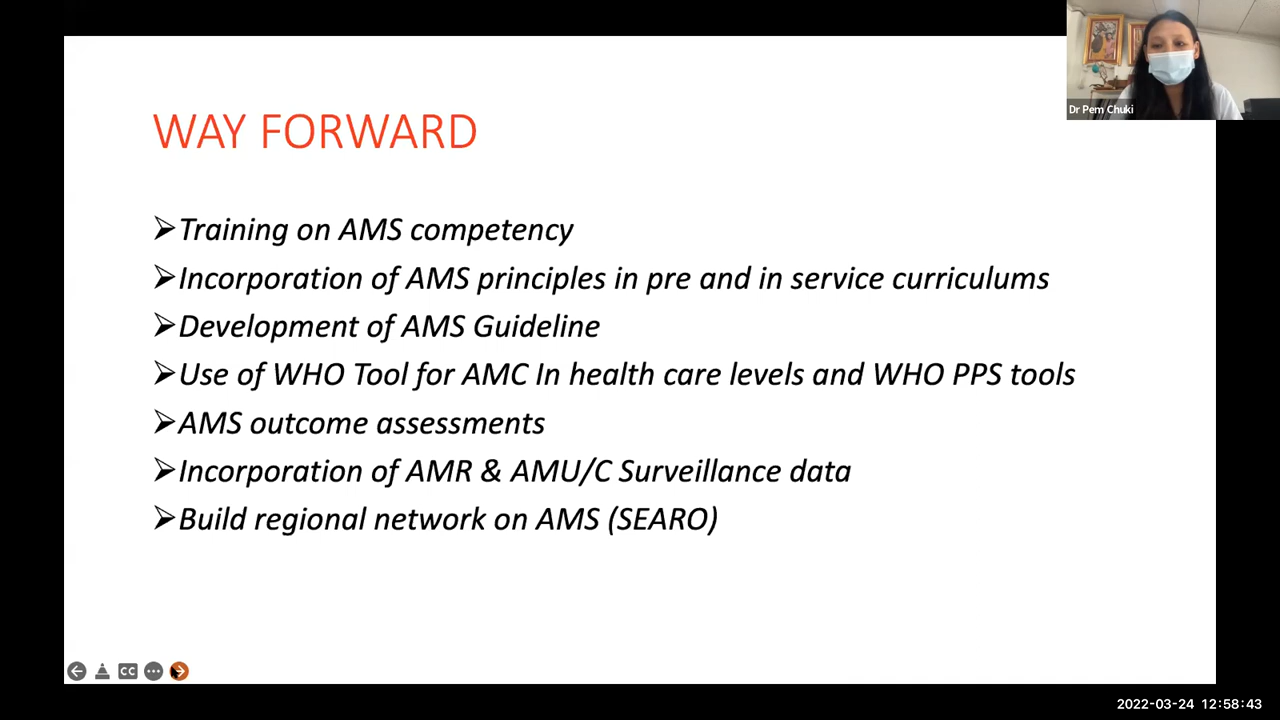 Dr Pem Chuki
WAY FORWARD
➢Training on AMS competency
➢Incorporation of AMS principles in pre and in service curriculums
➢Development of AMS Guideline
➢Use of WHO Tool for AMC In health care levels and WHO PPS tools
➢AMS outcome assessments
➢Incorporation of AMR & AMU/C Surveillance data
➢Build regional network on AMS (SEARO)
CC
2022-03-24 12:58:43